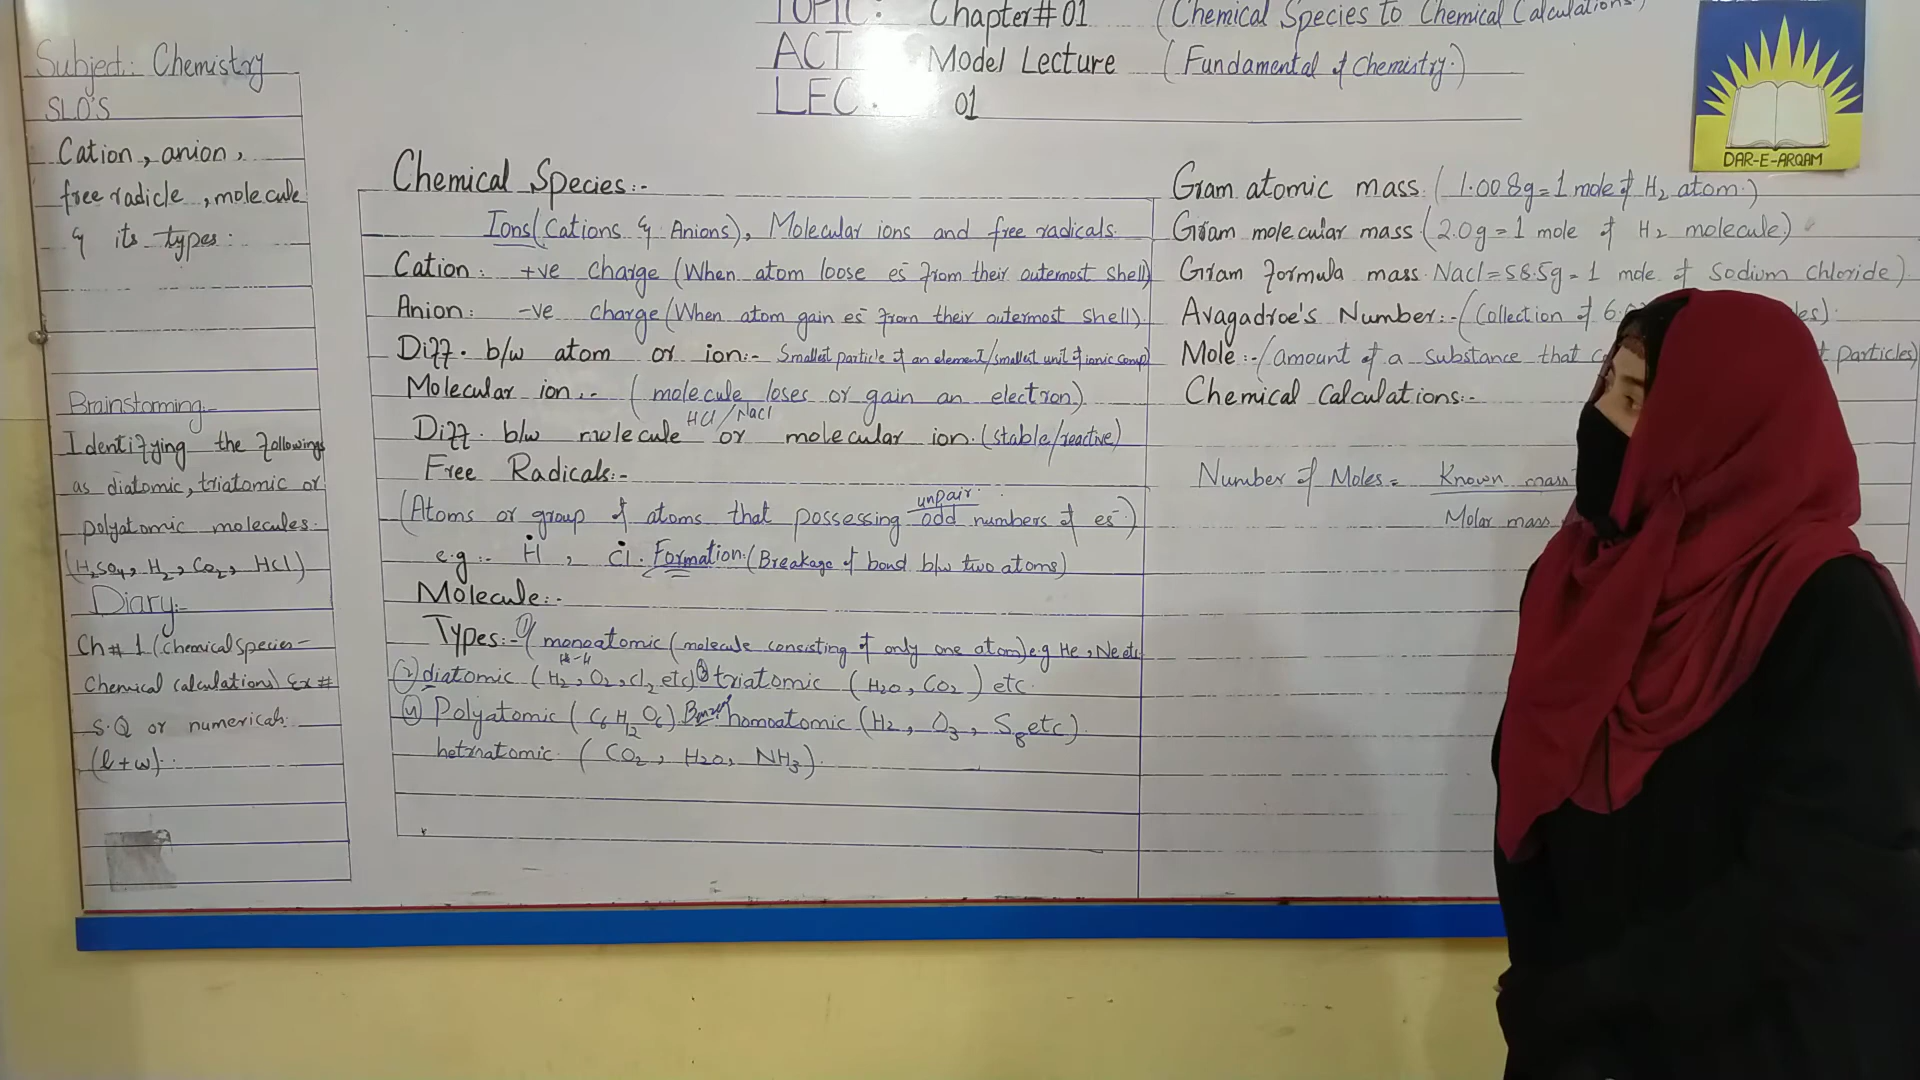 TOPIC: Chapter# 01 (Chemical Species to Chemical Calculations.)
ACT Model Lecture (Fundamental of Chemistry.)
LEC. 01
DAR-E-ARQAM
Subject:. Chemistry
SLO'S
Cation, anion,
free radicle, molecule
& its types:
Brainstorming:-
Identifying the followings
as diatomic, triatomic or
polyatomic molecules.
(H2SO4, H2, CO2, HCl)
Diary:-
Ch# 1 (Chemical Species-
Chemical Calculations) Ex#
S.Q or numericals.
(l+w).
Chemical Species:-
Ions (Cations & Anions), Molecular ions and free radicals.
Cation: +ve charge (When atom loose es- from their outermost shell)
Anion: -ve charge (When atom gain es- from their outermost shell).
Diff. b/w atom or ion:- Smallest particle of an element/smallest unit of ionic comp)
Molecular ion:- (molecule loses or gain an electron)
HCl/NaCl
Diff. b/w molecule or molecular ion. (stable/reactive)
Free Radicals:-
unpair.
(Atoms or group of atoms that possessing odd numbers of es-)
e.g:- H, Cl. Formation: (Breakage of bond b/w two atoms)
Molecule:-
Types:- 1) monoatomic (molecule consisting of only one atom) e.g He, Ne etc
H-H
diatomic (H2, O2, Cl2 etc) 3) triatomic (H2O, CO2) etc.
4) Polyatomic (C6H12O6) homoatomic (H2, O3, S8 etc).
hetratomic. (CO2, H2O, NH3).
Gram atomic mass. (1.008g = 1 mole of H2 atom.)
Gram molecular mass (2.0g = 1 mole of H2 molecule)
Gram formula mass. NaCl = 58.5g = 1 mole of Sodium chloride)
Avagadroe's Number:- (Collection of 6.0
Mole:- (amount of a substance that particles)
Chemical Calculations:-
Number of Moles = Known mass
Molar mass